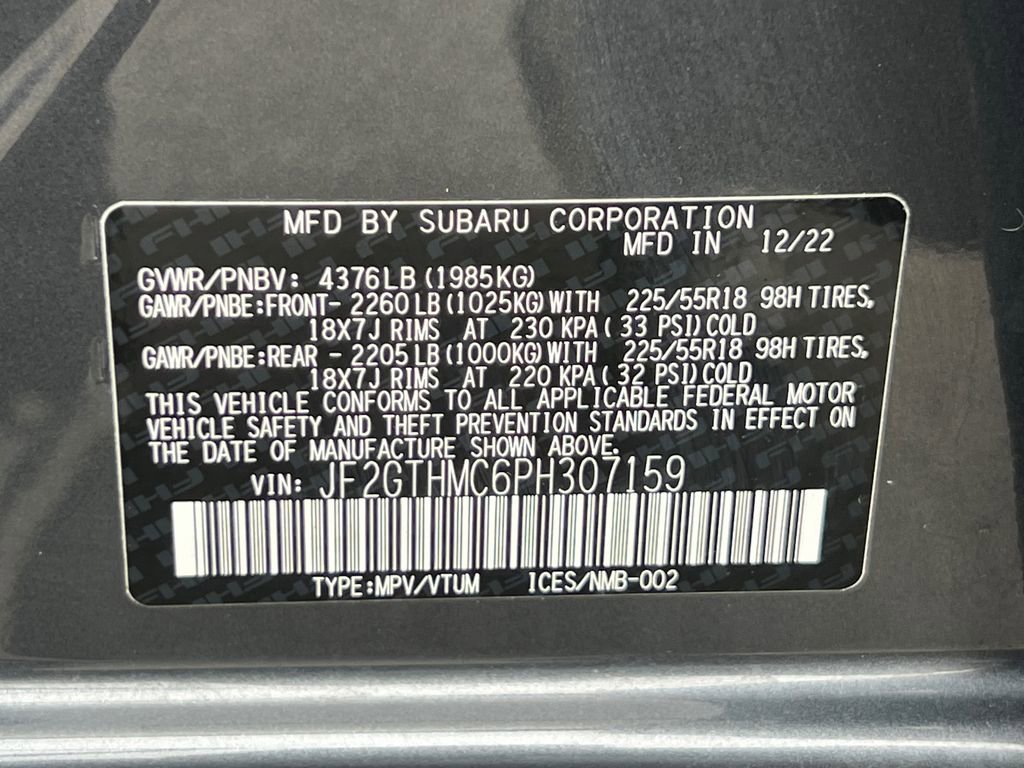 MFD BY SUBARU CORPORATION
MFD IN 12/22
GVWR/PNBV: 4376LB (1985KG)
GAWR/PNBE:FRONT- 2260 LB (1025KG) WITH 225/55R18 98H TIRES,
18X7J RIMS AT 230 KPA ( 33 PSI) COLD
GAWR/PNBE:REAR - 2205 LB (1000KG) WITH 225/55R18 98H TIRES,
18X7J RIMS AT 220 KPA ( 32 PSI) COLD
THIS VEHICLE CONFORMS TO ALL APPLICABLE FEDERAL MOTOR
VEHICLE SAFETY AND THEFT PREVENTION STANDARDS IN EFFECT ON
THE DATE OF MANUFACTURE SHOWN ABOVE.
VIN: JF2GTHMC6PH307159
TYPE:MPV/VTUM ICES/NMB-002